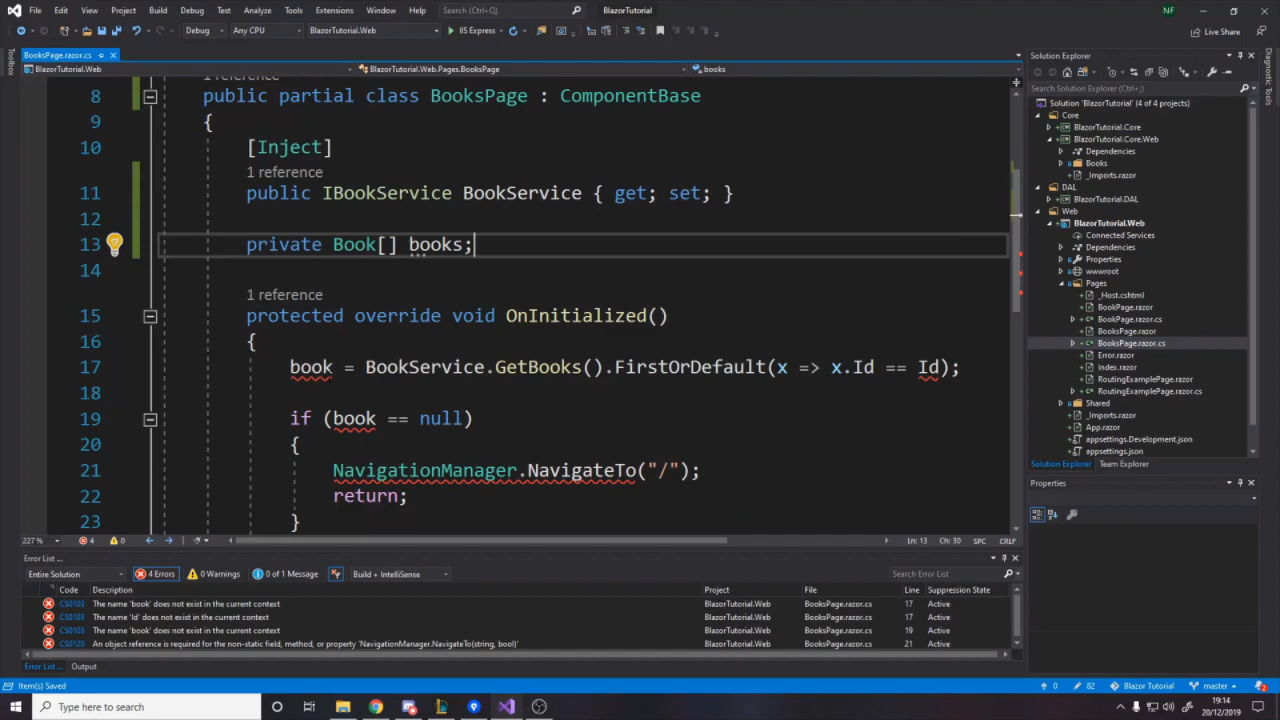 File Edit View Project Build Debug Test Analyze Tools Extensions Window Help Search (Ctrl+Q) BlazorTutorial NF
Debug Any CPU BlazorTutorial.Web IIS Express Live Share
BooksPage.razor.cs
BlazorTutorial.Web BlazorTutorial.Web.Pages.BooksPage books
Toolbox
Diagnostic Tools
1 reference
8 public partial class BooksPage : ComponentBase
9 {
10 [Inject]
1 reference
11 public IBookService BookService { get; set; }
12
13 private Book[] books;
14
1 reference
15 protected override void OnInitialized()
16 {
17 book = BookService.GetBooks().FirstOrDefault(x => x.Id == Id);
18
19 if (book == null)
20 {
21 NavigationManager.NavigateTo("/");
22 return;
23 }
227 % 4 0 Ln: 13 Ch: 30 SPC CRLF
Solution Explorer
Search Solution Explorer (Ctrl+;)
Solution 'BlazorTutorial' (4 of 4 projects)
Core
BlazorTutorial.Core
BlazorTutorial.Core.Web
Dependencies
Books
_Imports.razor
DAL
BlazorTutorial.DAL
Web
BlazorTutorial.Web
Connected Services
Dependencies
Properties
wwwroot
Pages
_Host.cshtml
BookPage.razor
BookPage.razor.cs
BooksPage.razor
BooksPage.razor.cs
Error.razor
Index.razor
RoutingExamplePage.razor
RoutingExamplePage.razor.cs
Shared
_Imports.razor
App.razor
appsettings.Development.json
appsettings.json
Solution Explorer Team Explorer
Properties
Error List ...
Entire Solution 4 Errors 0 Warnings 0 of 1 Message Build + IntelliSense Search Error List
Code Description Project File Line Suppression State
CS0103 The name 'book' does not exist in the current context BlazorTutorial.Web BooksPage.razor.cs 17 Active
CS0103 The name 'Id' does not exist in the current context BlazorTutorial.Web BooksPage.razor.cs 17 Active
CS0103 The name 'book' does not exist in the current context BlazorTutorial.Web BooksPage.razor.cs 19 Active
CS0120 An object reference is required for the non-static field, method, or property 'NavigationManager.NavigateTo(string, bool)' BlazorTutorial.Web BooksPage.razor.cs 21 Active
Error List ... Output
Item(s) Saved 0 82 Blazor Tutorial master 2
Type here to search 19:14
20/12/2019